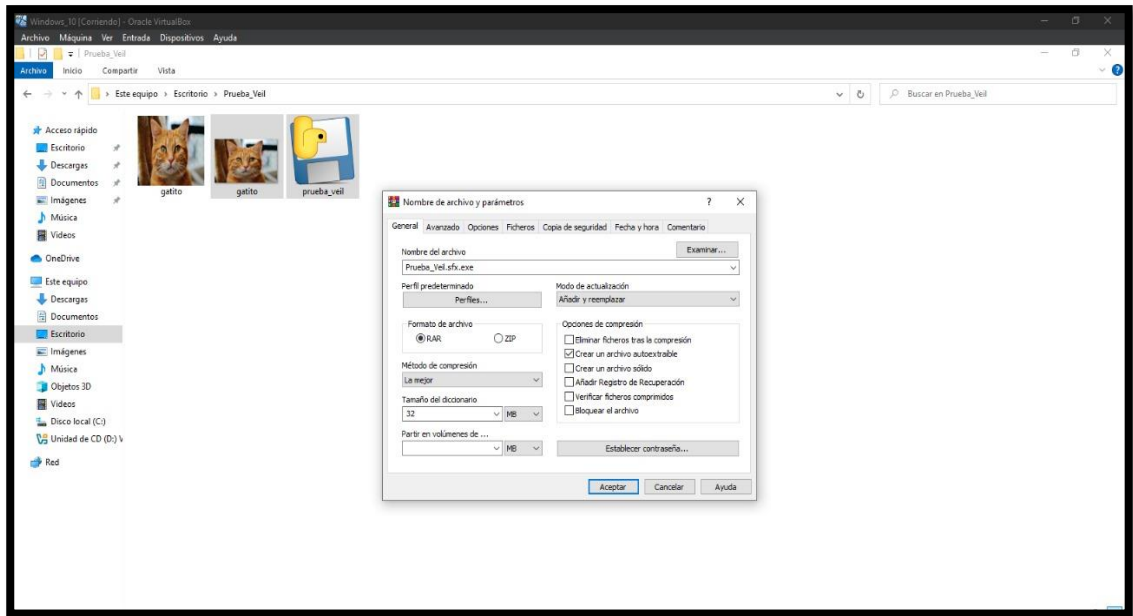 Windows_10 [Corriendo] - Oracle VirtualBox
Archivo Máquina Ver Entrada Dispositivos Ayuda
Prueba_Veil
Archivo Inicio Compartir Vista
Este equipo > Escritorio > Prueba_Veil
Buscar en Prueba_Veil
Acceso rápido
Escritorio
Descargas
Documentos
Imágenes
Música
Videos
OneDrive
Este equipo
Descargas
Documentos
Escritorio
Imágenes
Música
Objetos 3D
Videos
Disco local (C:)
Unidad de CD (D:) V
Red
gatito
gatito
prueba_veil
Nombre de archivo y parámetros
General Avanzado Opciones Ficheros Copia de seguridad Fecha y hora Comentario
Nombre del archivo
Examinar...
Prueba_Veil.sfx.exe
Perfil predeterminado
Perfiles...
Modo de actualización
Añadir y reemplazar
Formato de archivo
RAR ZIP
Método de compresión
La mejor
Tamaño del diccionario
32 MB
Partir en volúmenes de ...
MB
Opciones de compresión
Eliminar ficheros tras la compresión
Crear un archivo autoextraible
Crear un archivo sólido
Añadir Registro de Recuperación
Verificar ficheros comprimidos
Bloquear el archivo
Establecer contraseña...
Aceptar Cancelar Ayuda